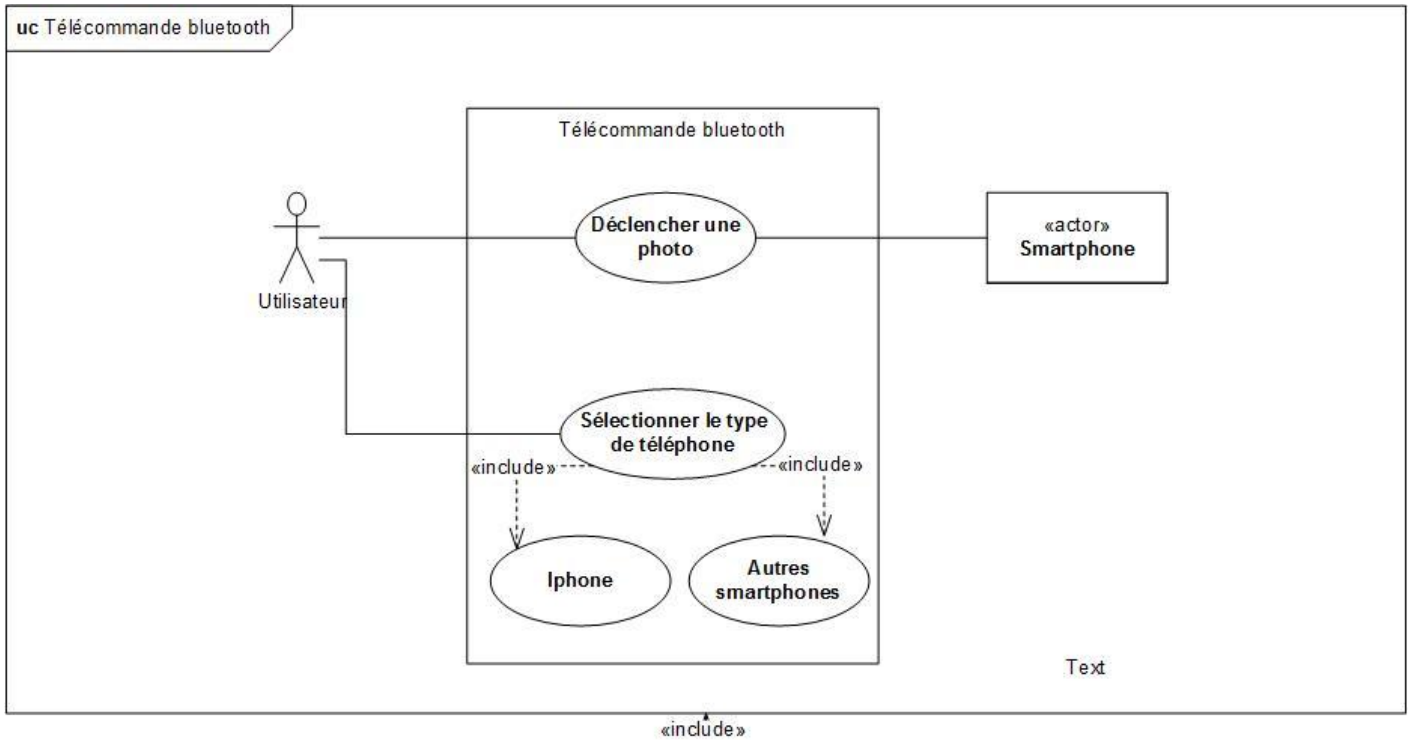 uc Télécommande bluetooth
Télécommande bluetooth
Déclencher une
photo
«actor»
Smartphone
Utilisateur
Sélectionner le type
de téléphone
«include»
«include»
Iphone
Autres
smartphones
Text
«include»